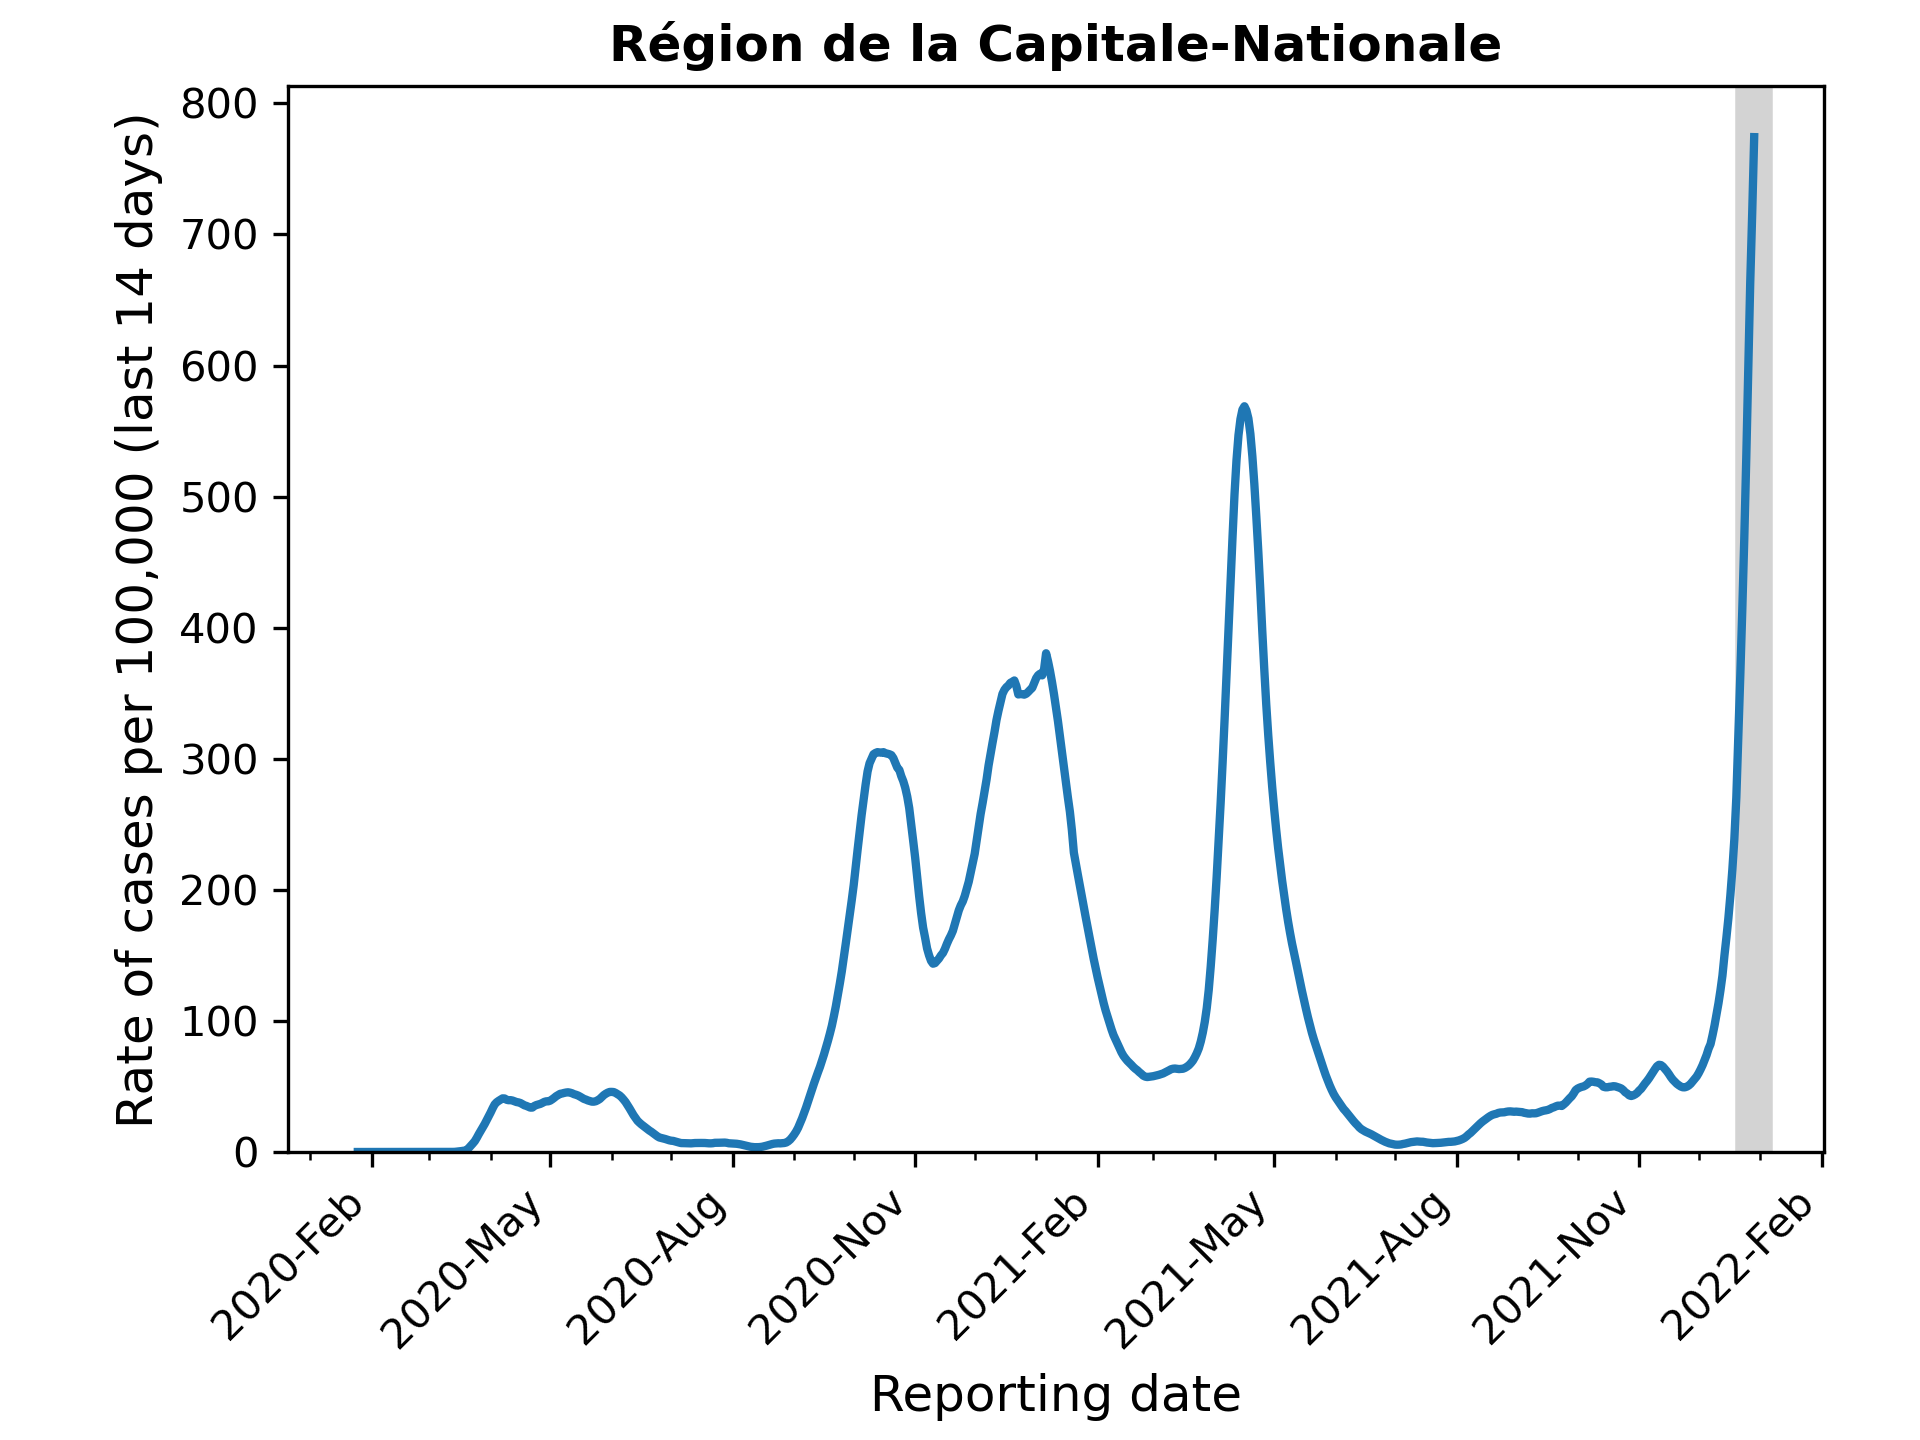 Région de la Capitale-Nationale
Rate of cases per 100,000 (last 14 days)
800
700
600
500
400
300
200
100
0
2020-Feb
2020-May
2020-Aug
2020-Nov
2021-Feb
2021-May
2021-Aug
2021-Nov
2022-Feb
Reporting date